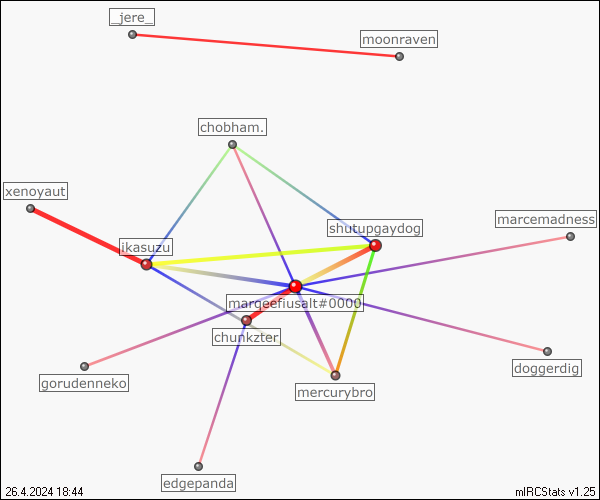 _jere_
moonraven
chobham.
xenoyaut
marcemadness
shutupgaydog
ikasuzu
marqeefiusalt#0000
chunkzter
doggerdig
gorudenneko
mercurybro
edgepanda
26.4.2024 18:44
mIRCStats v1.25